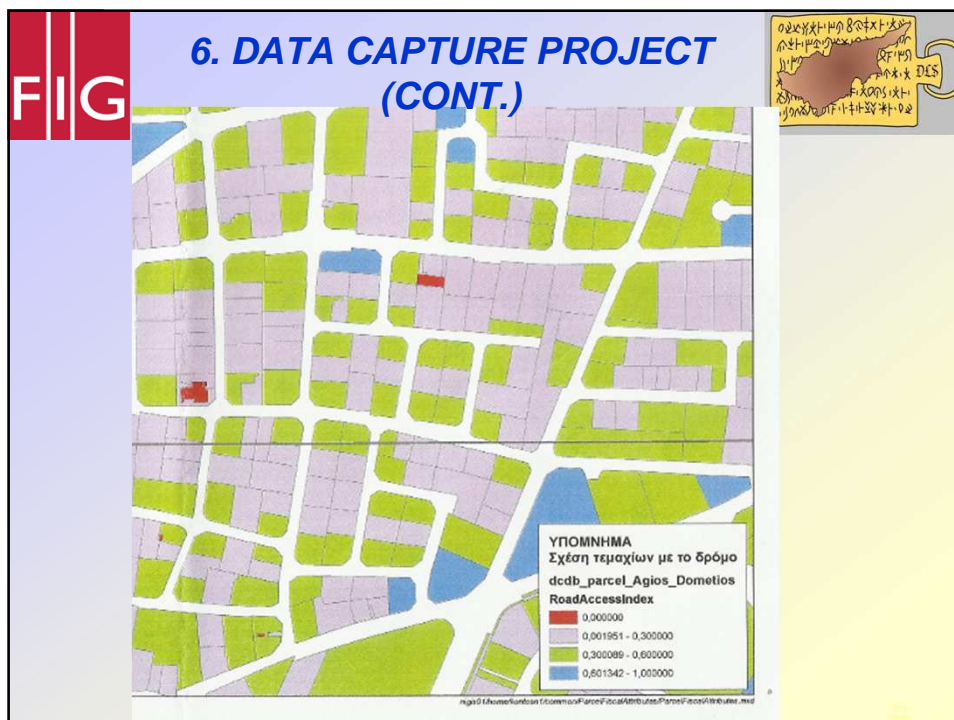 FIG
6. DATA CAPTURE PROJECT
(CONT.)
DLS
ΥΠΟΜΝΗΜΑ
Σχέση τεμαχίων με το δρόμο
dcdb_parcel_Agios_Dometios
RoadAccessIndex
0,000000
0,001951 - 0,300000
0,300089 - 0,600000
0,601342 - 1,000000